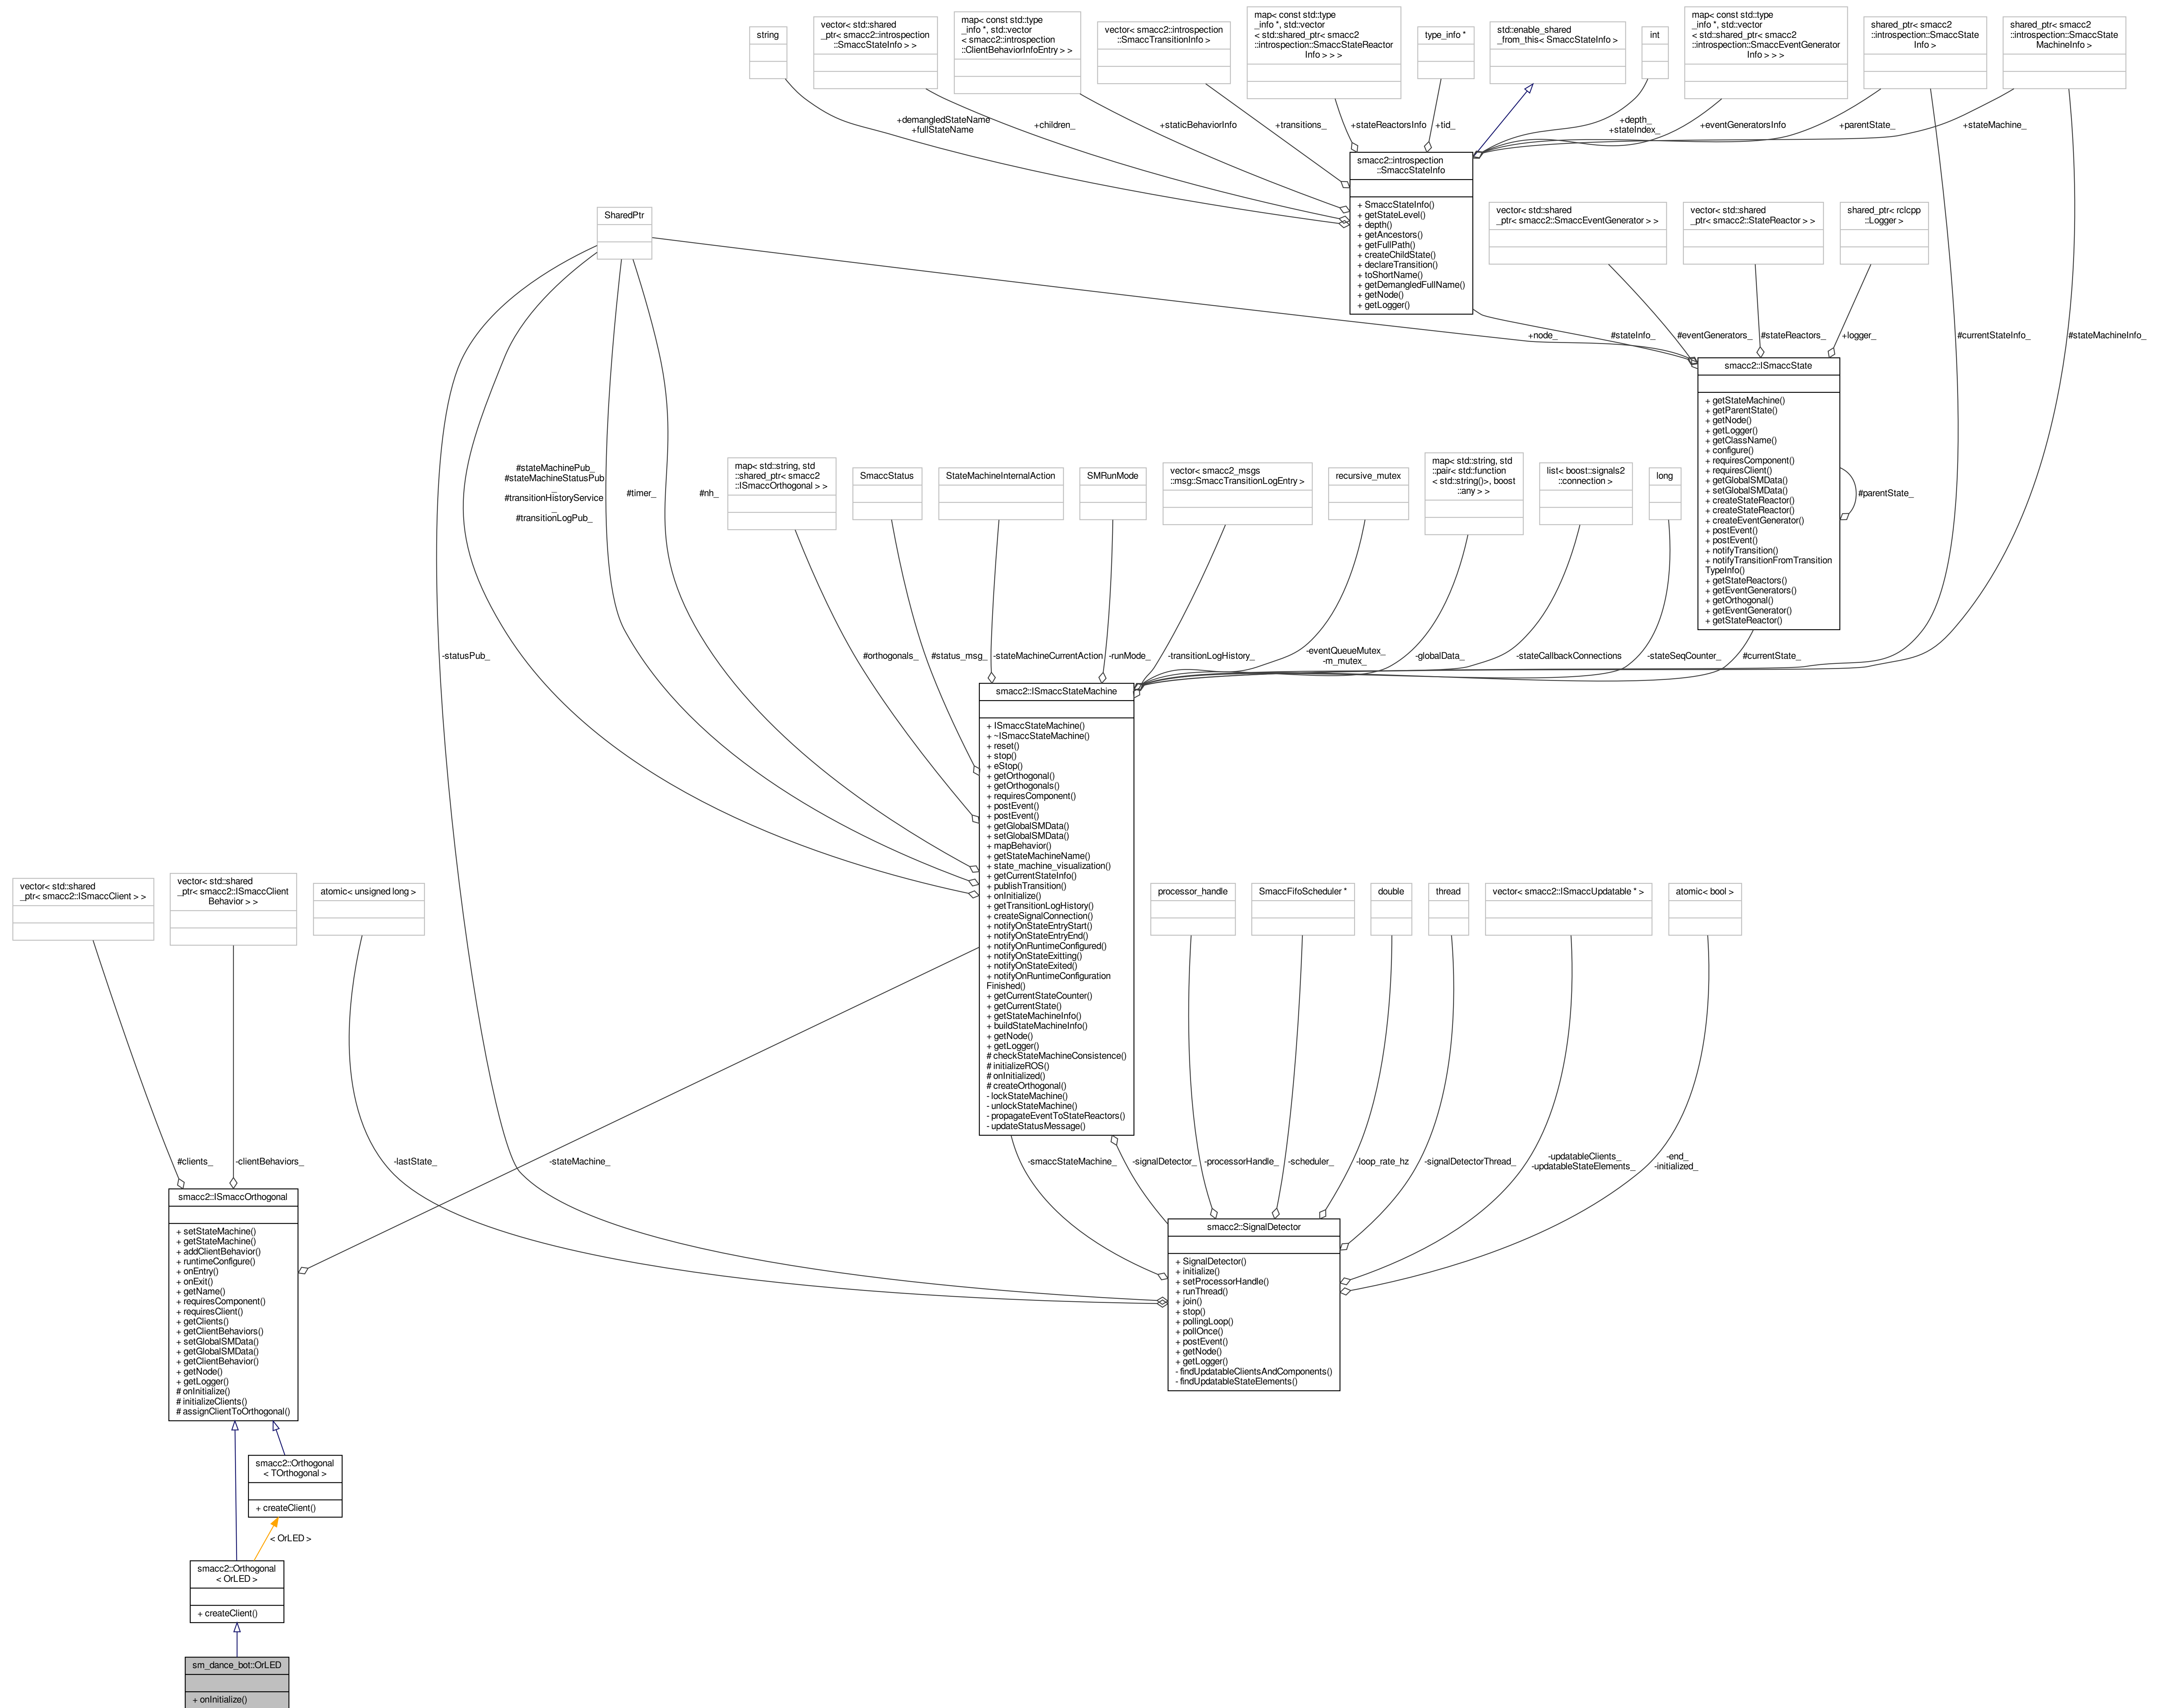 string
vector< std::shared
_ptr< smacc2::introspection
::SmaccStateInfo > >
map< const std::type
_info *, std::vector
< smacc2::introspection
::ClientBehaviorInfoEntry > >
vector< smacc2::introspection
::SmaccTransitionInfo >
map< const std::type
_info *, std::vector
< std::shared_ptr< smacc2
::introspection::SmaccStateReactor
Info > > >
type_info *
std::enable_shared
_from_this< SmaccStateInfo >
int
map< const std::type
_info *, std::vector
< std::shared_ptr< smacc2
::introspection::SmaccEventGenerator
Info > > >
shared_ptr< smacc2
::introspection::SmaccState
Info >
shared_ptr< smacc2
::introspection::SmaccState
MachineInfo >
+demangledStateName
+fullStateName
+children_
+staticBehaviorInfo
+transitions_
+stateReactorsInfo
+tid_
+depth_
+stateIndex_
+eventGeneratorsInfo
+parentState_
+stateMachine_
smacc2::introspection
::SmaccStateInfo
+ SmaccStateInfo()
+ getStateLevel()
+ depth()
+ getAncestors()
+ getFullPath()
+ createChildState()
+ declareTransition()
+ toShortName()
+ getDemangledFullName()
+ getNode()
+ getLogger()
SharedPtr
vector< std::shared
_ptr< smacc2::SmaccEventGenerator > >
vector< std::shared
_ptr< smacc2::StateReactor > >
shared_ptr< rclcpp
::Logger >
+node_
#stateInfo_
#eventGenerators_
#stateReactors_
+logger_
#currentStateInfo_
#stateMachineInfo_
smacc2::ISmaccState
+ getStateMachine()
+ getParentState()
+ getNode()
+ getLogger()
+ getClassName()
+ configure()
+ requiresComponent()
+ requiresClient()
+ getGlobalSMData()
+ setGlobalSMData()
+ createStateReactor()
+ createStateReactor()
+ createEventGenerator()
+ postEvent()
+ postEvent()
+ notifyTransition()
+ notifyTransitionFromTransition
TypeInfo()
+ getStateReactors()
+ getEventGenerators()
+ getOrthogonal()
+ getEventGenerator()
+ getStateReactor()
#parentState_
#stateMachinePub_
#stateMachineStatusPub
_
#transitionHistoryService
_
#transitionLogPub_
#timer_
#nh_
map< std::string, std
::shared_ptr< smacc2
::ISmaccOrthogonal > >
SmaccStatus
StateMachineInternalAction
SMRunMode
vector< smacc2_msgs
::msg::SmaccTransitionLogEntry >
recursive_mutex
map< std::string, std
::pair< std::function
< std::string()>, boost
::any > >
list< boost::signals2
::connection >
long
-statusPub_
#orthogonals_
#status_msg_
-stateMachineCurrentAction
-runMode_
-transitionLogHistory_
-eventQueueMutex_
-m_mutex_
-globalData_
-stateCallbackConnections
-stateSeqCounter_
#currentState_
smacc2::ISmaccStateMachine
+ ISmaccStateMachine()
+ ~ISmaccStateMachine()
+ reset()
+ stop()
+ eStop()
+ getOrthogonal()
+ getOrthogonals()
+ requiresComponent()
+ postEvent()
+ postEvent()
+ getGlobalSMData()
+ setGlobalSMData()
+ mapBehavior()
+ getStateMachineName()
+ state_machine_visualization()
+ getCurrentStateInfo()
+ publishTransition()
+ onInitialize()
+ getTransitionLogHistory()
+ createSignalConnection()
+ notifyOnStateEntryStart()
+ notifyOnStateEntryEnd()
+ notifyOnRuntimeConfigured()
+ notifyOnStateExitting()
+ notifyOnStateExited()
+ notifyOnRuntimeConfiguration
Finished()
+ getCurrentStateCounter()
+ getCurrentState()
+ getStateMachineInfo()
+ buildStateMachineInfo()
+ getNode()
+ getLogger()
# checkStateMachineConsistence()
# initializeROS()
# onInitialized()
# createOrthogonal()
- lockStateMachine()
- unlockStateMachine()
- propagateEventToStateReactors()
- updateStatusMessage()
vector< std::shared
_ptr< smacc2::ISmaccClient > >
vector< std::shared
_ptr< smacc2::ISmaccClient
Behavior > >
atomic< unsigned long >
processor_handle
SmaccFifoScheduler *
double
thread
vector< smacc2::ISmaccUpdatable * >
atomic< bool >
#clients_
-clientBehaviors_
-lastState_
-stateMachine_
-smaccStateMachine_
-signalDetector_
-processorHandle_
-scheduler_
-loop_rate_hz
-signalDetectorThread_
-updatableClients_
-updatableStateElements_
-end_
-initialized_
smacc2::ISmaccOrthogonal
+ setStateMachine()
+ getStateMachine()
+ addClientBehavior()
+ runtimeConfigure()
+ onEntry()
+ onExit()
+ getName()
+ requiresComponent()
+ requiresClient()
+ getClients()
+ getClientBehaviors()
+ setGlobalSMData()
+ getGlobalSMData()
+ getClientBehavior()
+ getNode()
+ getLogger()
# onInitialize()
# initializeClients()
# assignClientToOrthogonal()
smacc2::SignalDetector
+ SignalDetector()
+ initialize()
+ setProcessorHandle()
+ runThread()
+ join()
+ stop()
+ pollingLoop()
+ pollOnce()
+ postEvent()
+ getNode()
+ getLogger()
- findUpdatableClientsAndComponents()
- findUpdatableStateElements()
smacc2::Orthogonal
< TOrthogonal >
+ createClient()
< OrLED >
smacc2::Orthogonal
< OrLED >
+ createClient()
sm_dance_bot::OrLED
+ onInitialize()